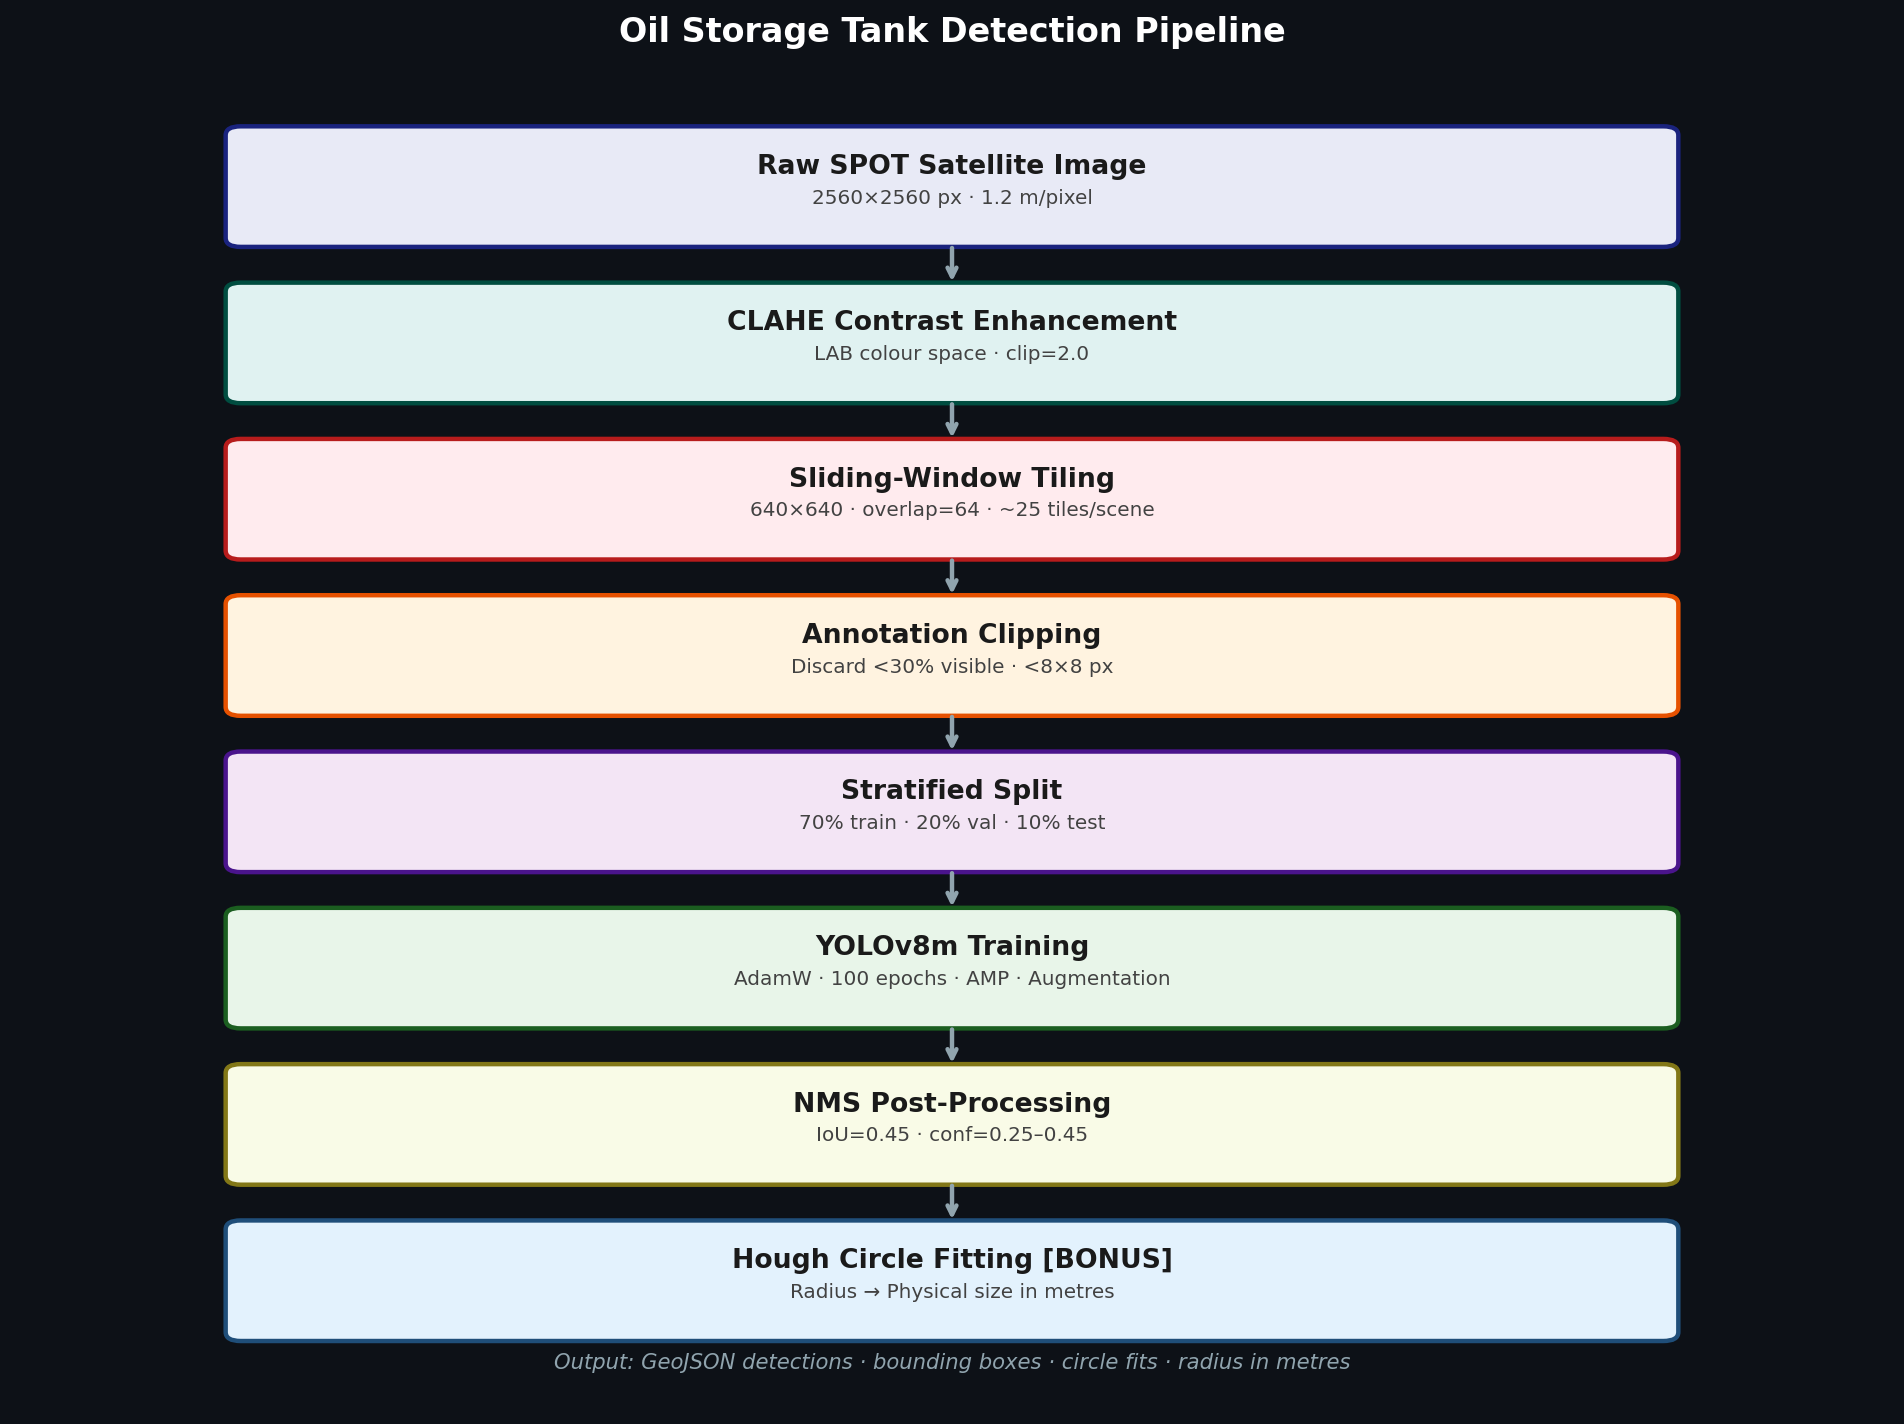 Oil Storage Tank Detection Pipeline
Raw SPOT Satellite Image
2560×2560 px · 1.2 m/pixel
CLAHE Contrast Enhancement
LAB colour space · clip=2.0
Sliding-Window Tiling
640×640 · overlap=64 · ~25 tiles/scene
Annotation Clipping
Discard <30% visible · <8×8 px
Stratified Split
70% train · 20% val · 10% test
YOLOv8m Training
AdamW · 100 epochs · AMP · Augmentation
NMS Post-Processing
IoU=0.45 · conf=0.25–0.45
Hough Circle Fitting [BONUS]
Radius → Physical size in metres
Output: GeoJSON detections · bounding boxes · circle fits · radius in metres